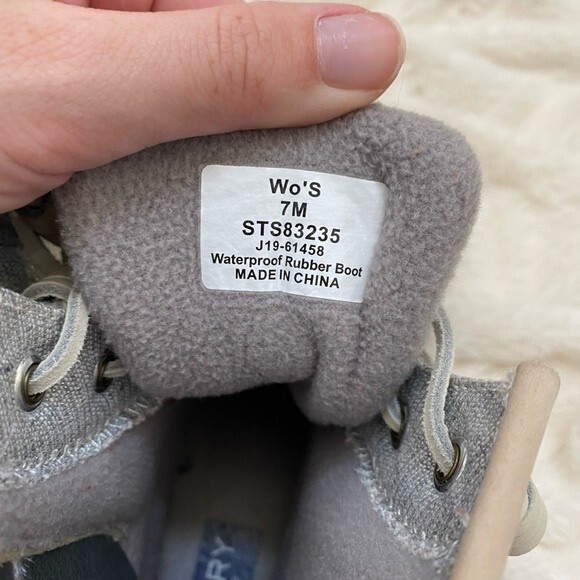 Wo'S
7M
STS83235
J19-61458
Waterproof Rubber Boot
MADE IN CHINA